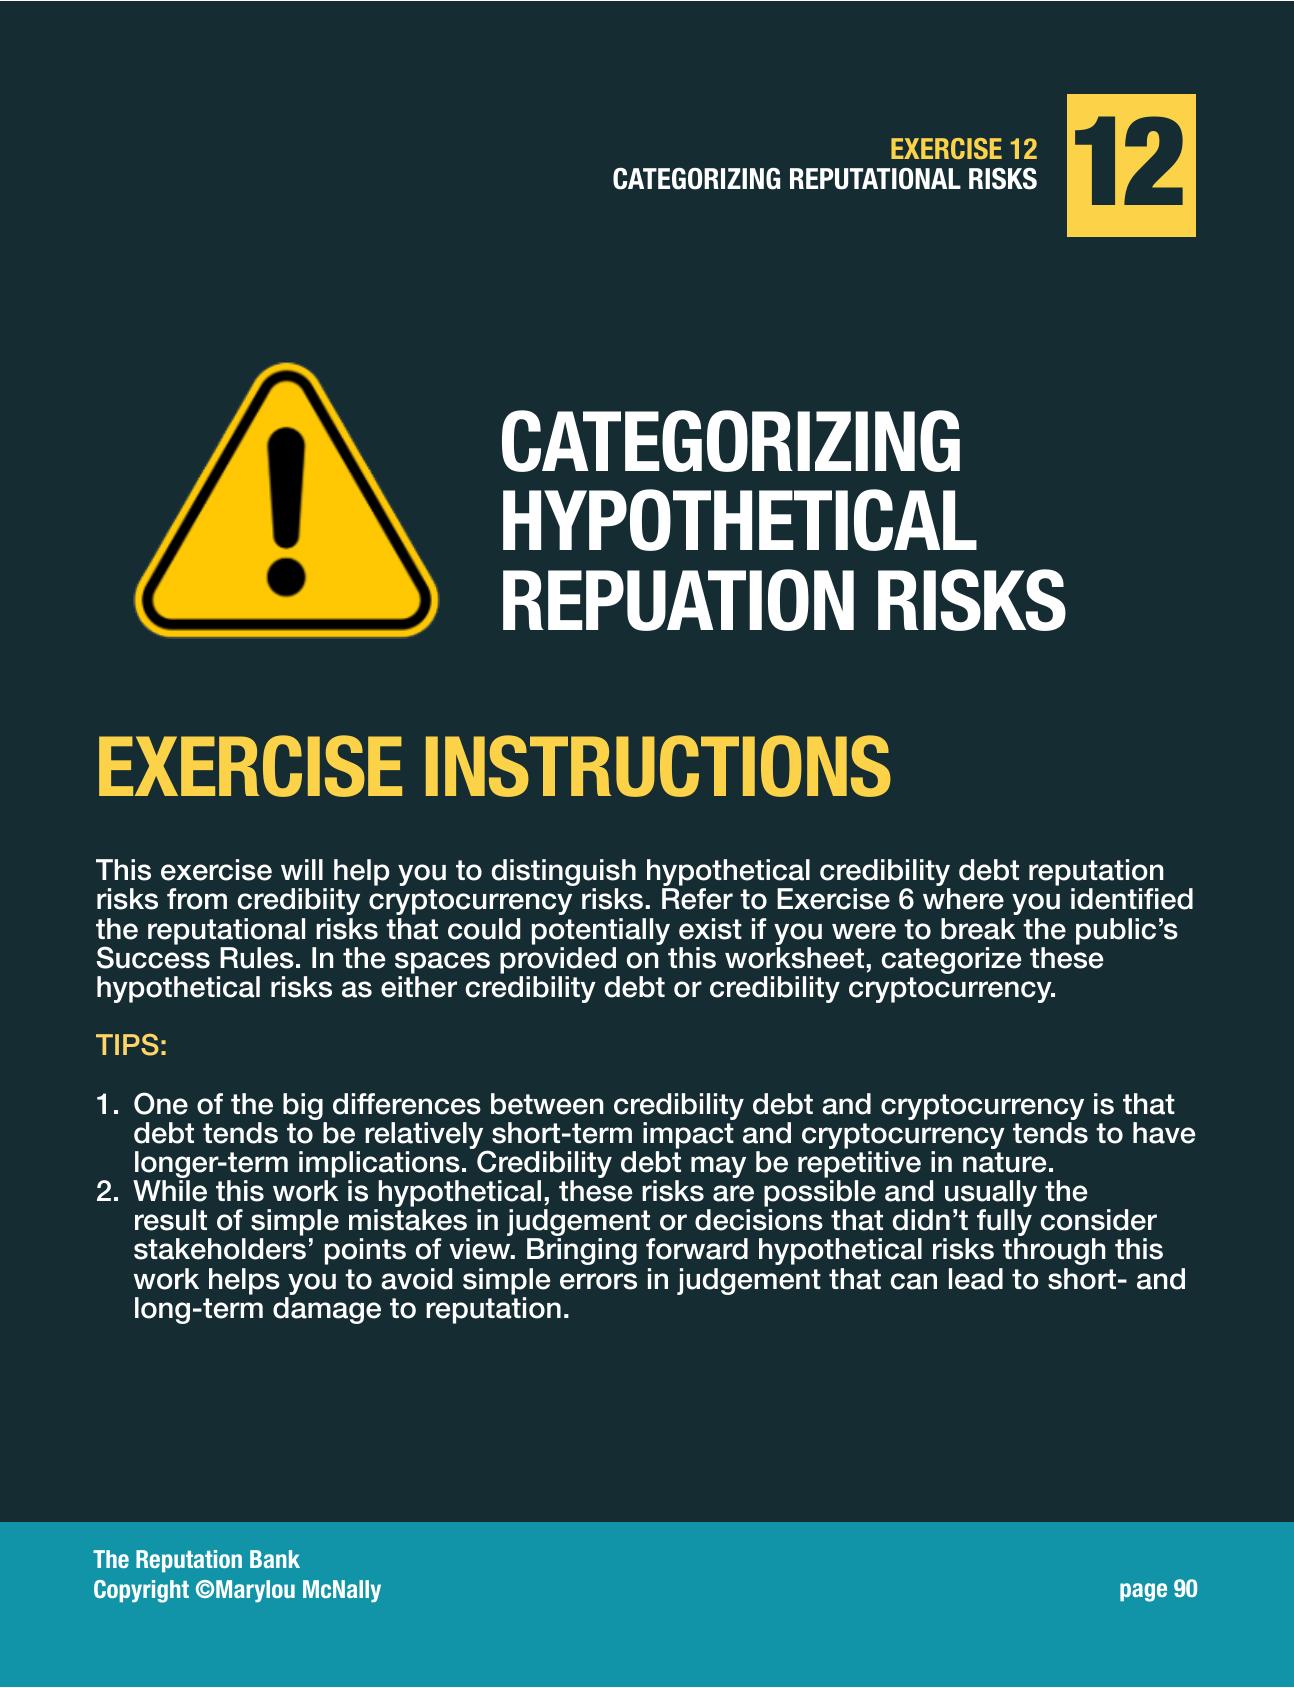 EXERCISE 12
CATEGORIZING REPUTATIONAL RISKS
12
CATEGORIZING
HYPOTHETICAL
REPUATION RISKS
EXERCISE INSTRUCTIONS
This exercise will help you to distinguish hypothetical credibility debt reputation
risks from credibiity cryptocurrency risks. Refer to Exercise 6 where you identified
the reputational risks that could potentially exist if you were to break the public’s
Success Rules. In the spaces provided on this worksheet, categorize these
hypothetical risks as either credibility debt or credibility cryptocurrency.
TIPS:
1. One of the big differences between credibility debt and cryptocurrency is that
debt tends to be relatively short-term impact and cryptocurrency tends to have
longer-term implications. Credibility debt may be repetitive in nature.
2. While this work is hypothetical, these risks are possible and usually the
result of simple mistakes in judgement or decisions that didn’t fully consider
stakeholders’ points of view. Bringing forward hypothetical risks through this
work helps you to avoid simple errors in judgement that can lead to short- and
long-term damage to reputation.
The Reputation Bank
Copyright ©Marylou McNally
page 90